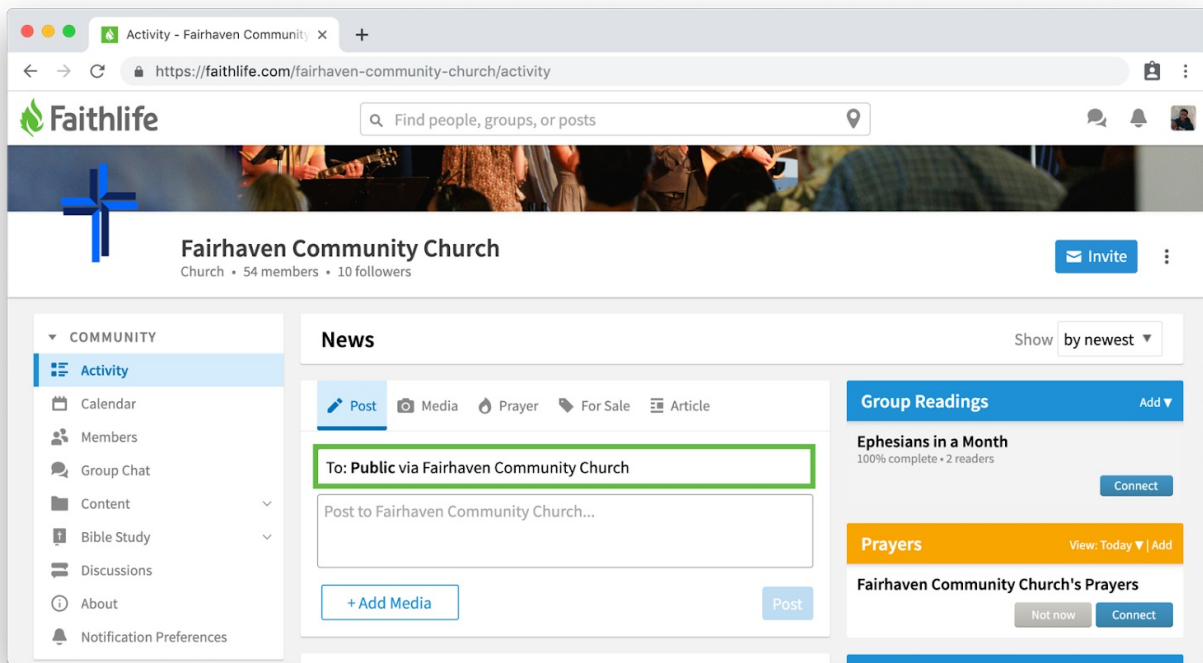 Activity - Fairhaven Community
https://faithlife.com/fairhaven-community-church/activity
Faithlife
Find people, groups, or posts
Fairhaven Community Church
Church • 54 members • 10 followers
Invite
COMMUNITY
Activity
Calendar
Members
Group Chat
Content
Bible Study
Discussions
About
Notification Preferences
News
Show by newest ▼
Post Media Prayer For Sale Article
To: Public via Fairhaven Community Church
Post to Fairhaven Community Church...
+ Add Media
Post
Group Readings Add ▼
Ephesians in a Month
100% complete • 2 readers
Connect
Prayers View: Today ▼ | Add
Fairhaven Community Church's Prayers
Not now Connect